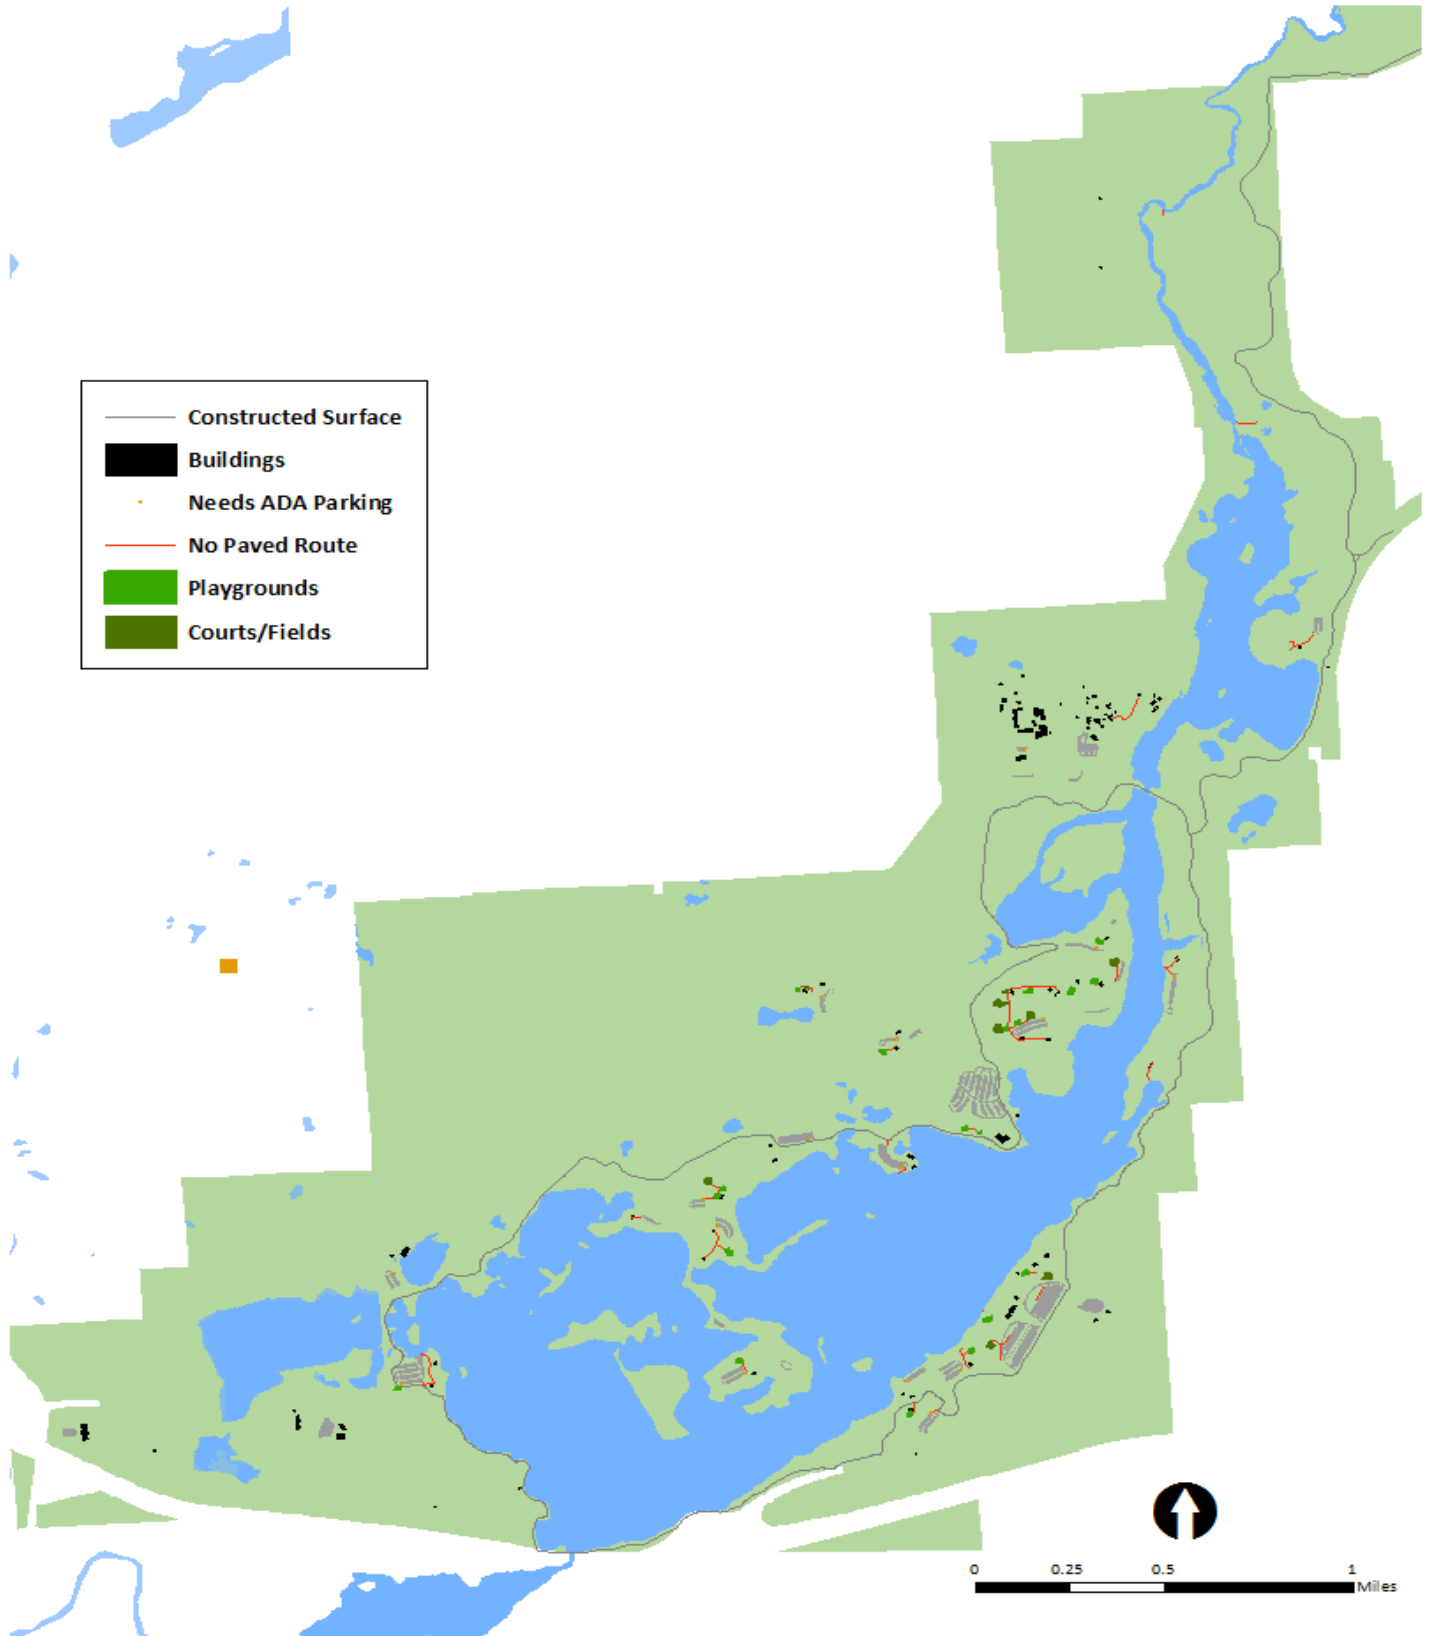 Constructed Surface
Buildings
Needs ADA Parking
No Paved Route
Playgrounds
Courts/Fields
0 0.25 0.5 1
Miles